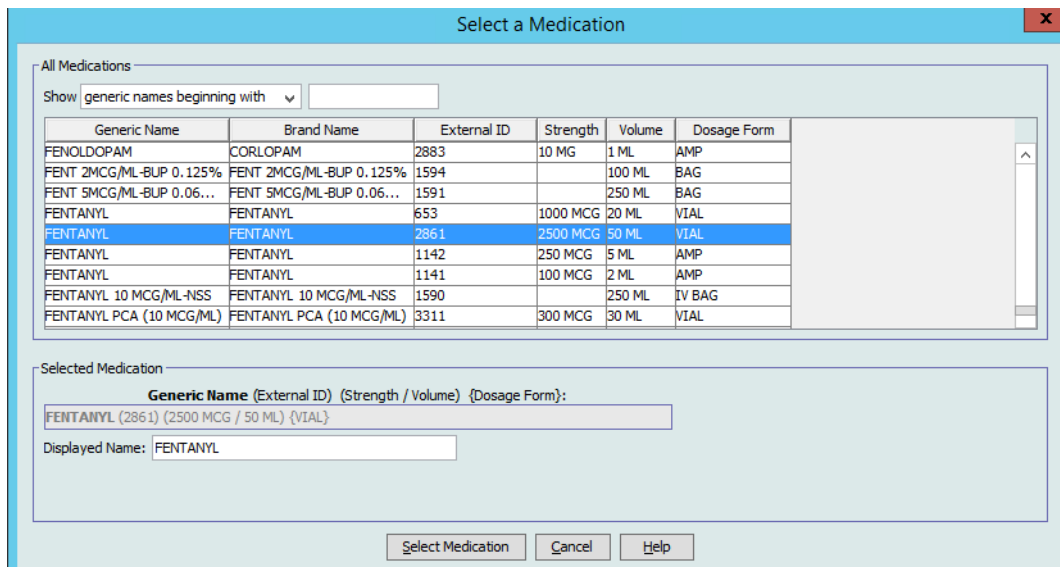 Select a Medication
x
All Medications
Show generic names beginning with
Generic Name Brand Name External ID Strength Volume Dosage Form
FENOLDOPAM CORLOPAM 2883 10 MG 1 ML AMP
FENT 2MCG/ML-BUP 0.125% FENT 2MCG/ML-BUP 0.125% 1594 100 ML BAG
FENT 5MCG/ML-BUP 0.06... FENT 5MCG/ML-BUP 0.06... 1591 250 ML BAG
FENTANYL FENTANYL 653 1000 MCG 20 ML VIAL
FENTANYL FENTANYL 2861 2500 MCG 50 ML VIAL
FENTANYL FENTANYL 1142 250 MCG 5 ML AMP
FENTANYL FENTANYL 1141 100 MCG 2 ML AMP
FENTANYL 10 MCG/ML-NSS FENTANYL 10 MCG/ML-NSS 1590 250 ML IV BAG
FENTANYL PCA (10 MCG/ML) FENTANYL PCA (10 MCG/ML) 3311 300 MCG 30 ML VIAL
Selected Medication
Generic Name (External ID) (Strength / Volume) {Dosage Form}:
FENTANYL (2861) (2500 MCG / 50 ML) {VIAL}
Displayed Name: FENTANYL
Select Medication Cancel Help